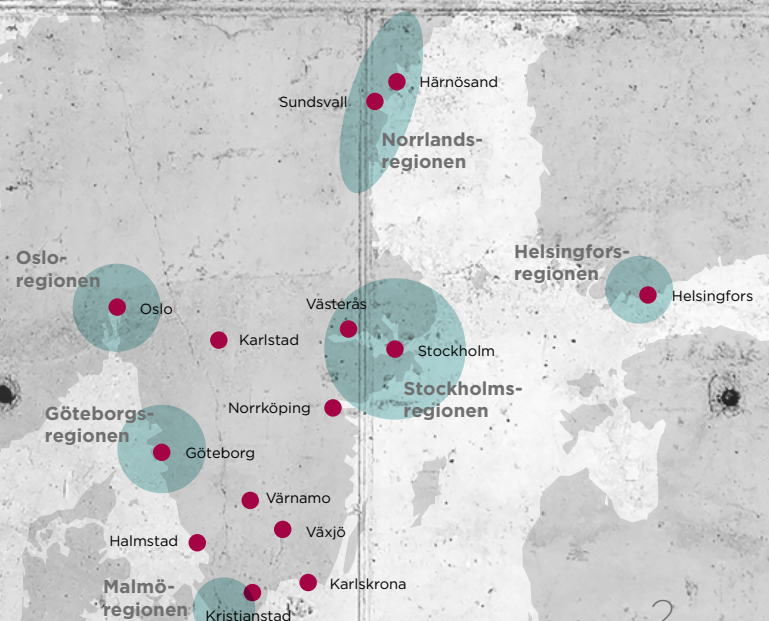 Härnösand
Sundsvall
Norrlands-
regionen
Oslo-
regionen
Helsingfors-
regionen
Helsingfors
Västerås
Oslo
Karlstad
Stockholm
Stockholms-
regionen
Norrköping
Göteborgs-
regionen
Göteborg
Värnamo
Växjö
Halmstad
Karlskrona
Malmö-
regionen
Kristianstad
2